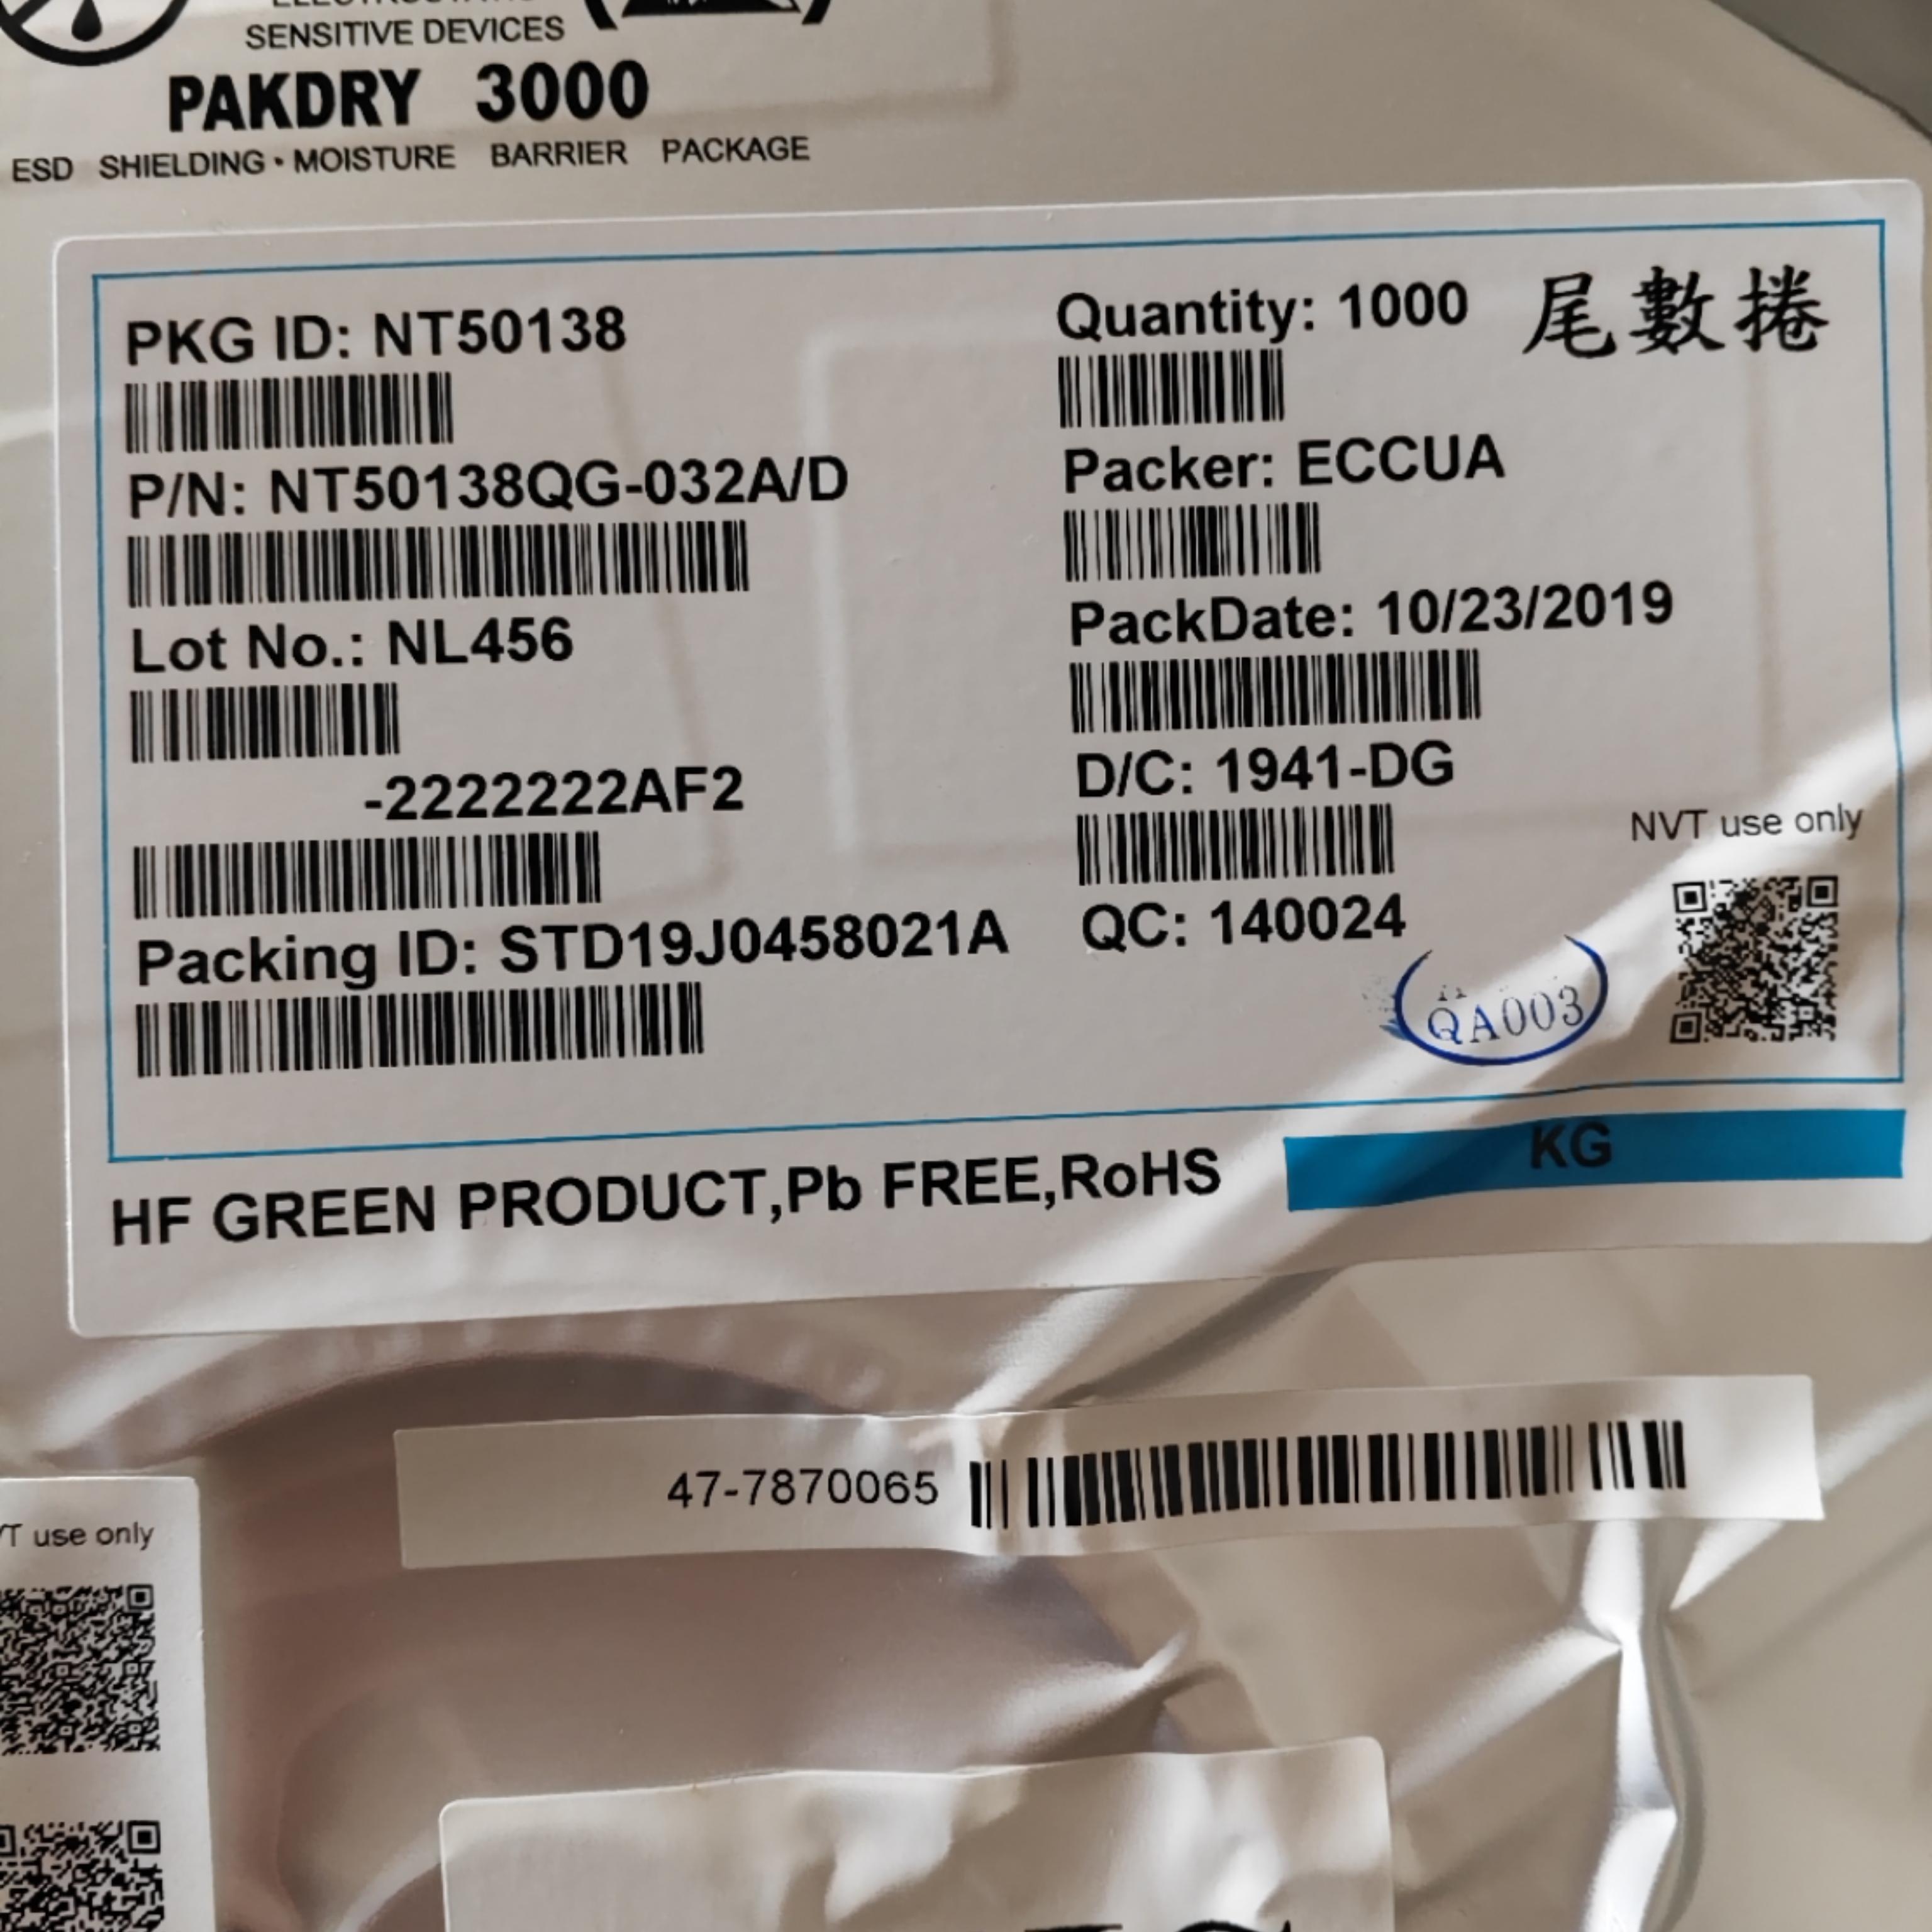 SENSITIVE DEVICES
PAKDRY 3000
ESD SHIELDING • MOISTURE BARRIER PACKAGE
PKG ID: NT50138
P/N: NT50138QG-032A/D
Lot No.: NL456
-2222222AF2
Packing ID: STD19J0458021A
Quantity: 1000 尾數捲
Packer: ECCUA
PackDate: 10/23/2019
D/C: 1941-DG
QC: 140024
NVT use only
QA003
HF GREEN PRODUCT,Pb FREE,RoHS
KG
47-7870065
use only